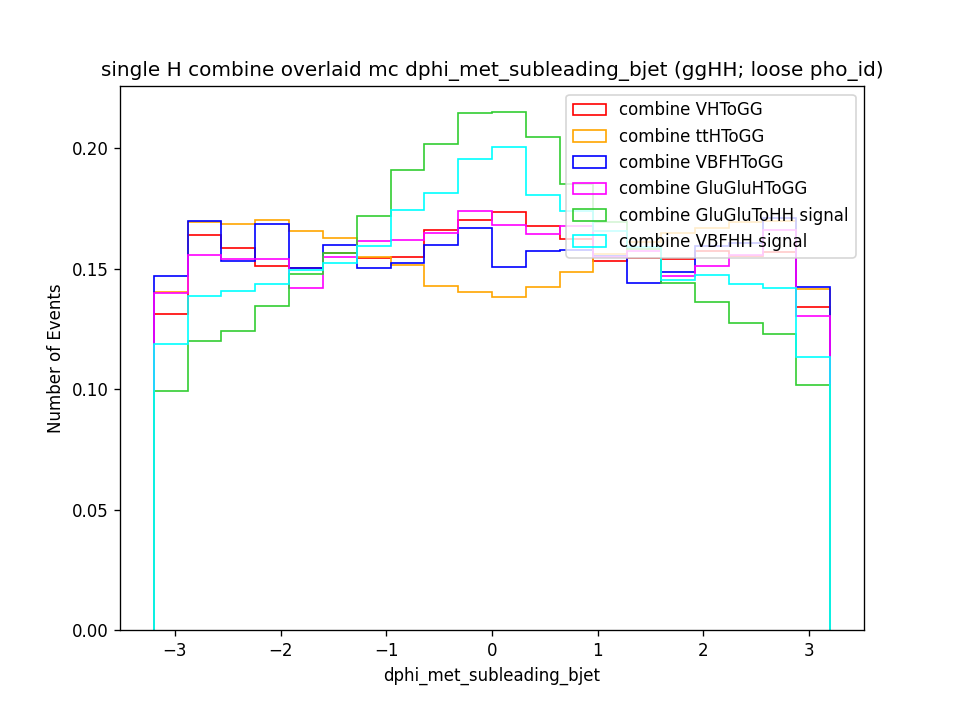 single H combine overlaid mc dphi_met_subleading_bjet (ggHH; loose pho_id)
combine VHToGG
combine ttHToGG
combine VBFHToGG
combine GluGluHToGG
combine GluGluToHH signal
combine VBFHH signal
Number of Events
0.20
0.15
0.10
0.05
0.00
−3 −2 −1 0 1 2 3
dphi_met_subleading_bjet